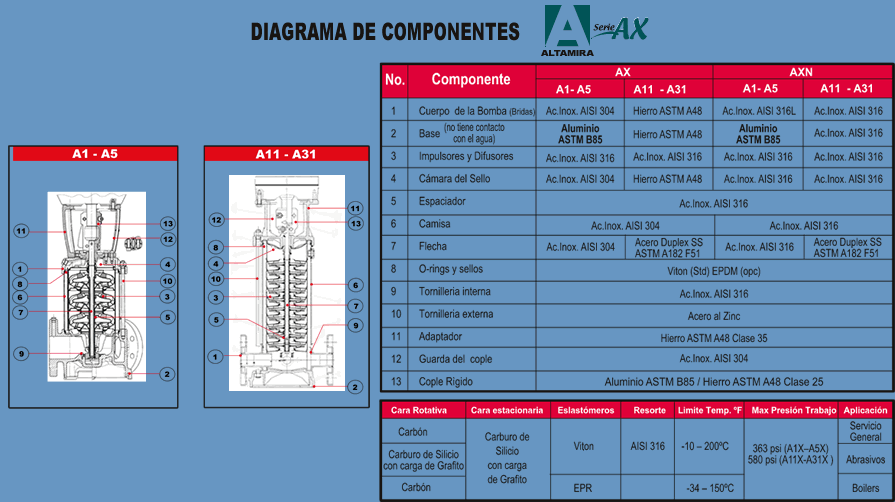 DIAGRAMA DE COMPONENTES
A
ALTAMIRA
Serie AX
A1 - A5
11
13
12
1
4
8
10
6
3
7
5
9
2
A11 - A31
12
11
13
8
4
10
6
3
7
5
9
1
2
No. Componente AX AXN
A1- A5 A11 - A31 A1- A5 A11 - A31
1 Cuerpo de la Bomba (Bridas) Ac.Inox. AISI 304 Hierro ASTM A48 Ac.Inox. AISI 316L Ac.Inox. AISI 316
2 Base (no tiene contacto con el agua) Aluminio ASTM B85 Hierro ASTM A48 Aluminio ASTM B85 Ac.Inox. AISI 316
3 Impulsores y Difusores Ac.Inox. AISI 316 Ac.Inox. AISI 316 Ac.Inox. AISI 316 Ac.Inox. AISI 316
4 Cámara del Sello Ac.Inox. AISI 304 Hierro ASTM A48 Ac.Inox. AISI 316 Ac.Inox. AISI 316
5 Espaciador Ac.Inox. AISI 316
6 Camisa Ac.Inox. AISI 304 Ac.Inox. AISI 316
7 Flecha Ac.Inox. AISI 304 Acero Duplex SS ASTM A182 F51 Ac.Inox. AISI 316 Acero Duplex SS ASTM A182 F51
8 O-rings y sellos Viton (Std) EPDM (opc)
9 Tornilleria interna Ac.Inox. AISI 316
10 Tornilleria externa Acero al Zinc
11 Adaptador Hierro ASTM A48 Clase 35
12 Guarda del cople Ac.Inox. AISI 304
13 Cople Rigido Aluminio ASTM B85 / Hierro ASTM A48 Clase 25
Cara Rotativa Cara estacionaria Eslastómeros Resorte Limite Temp. ºF Max Presión Trabajo Aplicación
Carbón Carburo de Silicio con carga de Grafito Viton AISI 316 -10 – 200ºC 363 psi (A1X–A5X) 580 psi (A11X-A31X ) Servicio General
Carburo de Silicio con carga de Grafito Abrasivos
Carbón EPR -34 – 150ºC Boilers